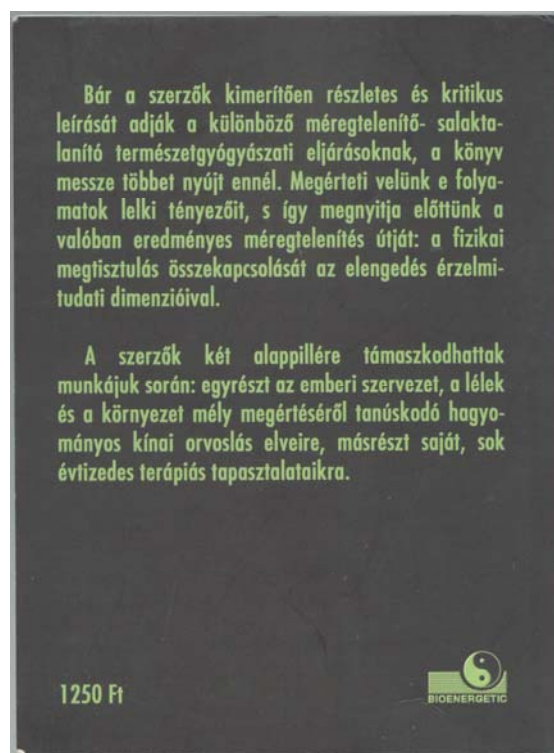 Bár a szerzők kimerítően részletes és kritikus
leírását adják a különböző méregtelenítő- salakta-
lanító természetgyógyászati eljárásoknak, a könyv
messze többet nyújt ennél. Megérteti velünk e folya-
matok lelki tényezőit, s így megnyitja előttünk a
valóban eredményes méregtelenítés útját: a fizikai
megtisztulás összekapcsolását az elengedés érzelmi-
tudati dimenzióival.
A szerzők két alappillére támaszkodhattak
munkájuk során: egyrészt az emberi szervezet, a lélek
és a környezet mély megértéséről tanúskodó hagyo-
mányos kínai orvoslás elveire, másrészt saját, sok
évtizedes terápiás tapasztalataikra.
1250 Ft
BIOENERGETIC